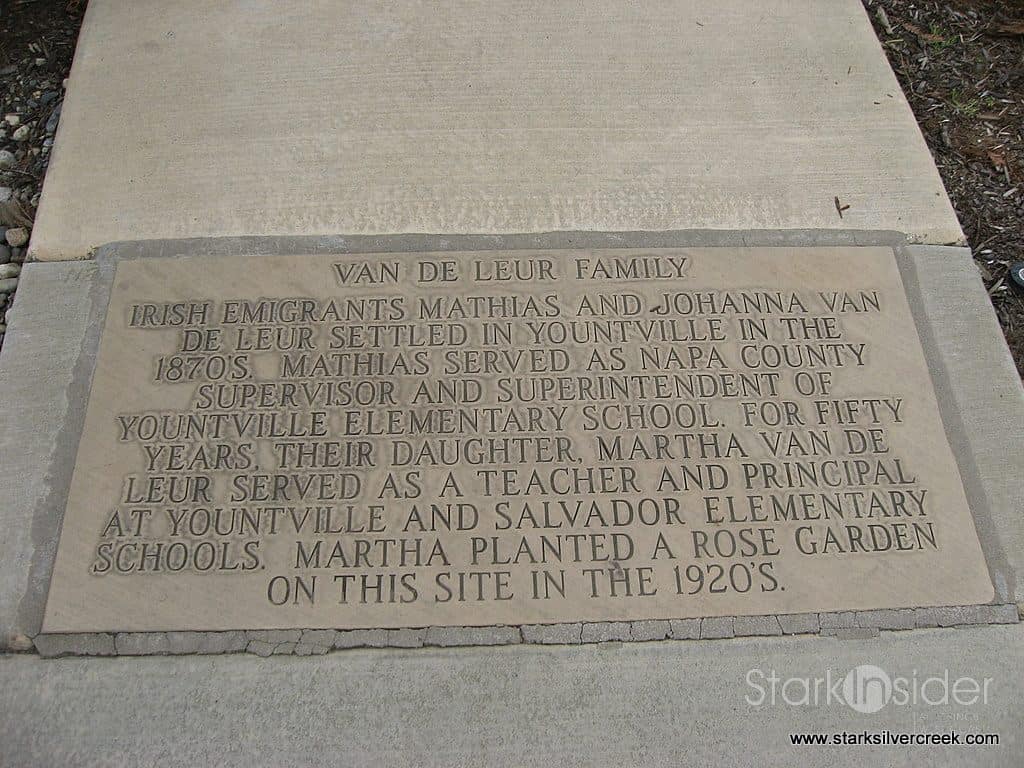 VAN DE LEUR FAMILY
IRISH EMIGRANTS MATHIAS AND JOHANNA VAN
DE LEUR SETTLED IN YOUNTVILLE IN THE
1870'S. MATHIAS SERVED AS NAPA COUNTY
SUPERVISOR AND SUPERINTENDENT OF
YOUNTVILLE ELEMENTARY SCHOOL. FOR FIFTY
YEARS, THEIR DAUGHTER, MARTHA VAN DE
LEUR SERVED AS A TEACHER AND PRINCIPAL
AT YOUNTVILLE AND SALVADOR ELEMENTARY
SCHOOLS. MARTHA PLANTED A ROSE GARDEN
ON THIS SITE IN THE 1920'S.
StarkInsider
www.starksilvercreek.com